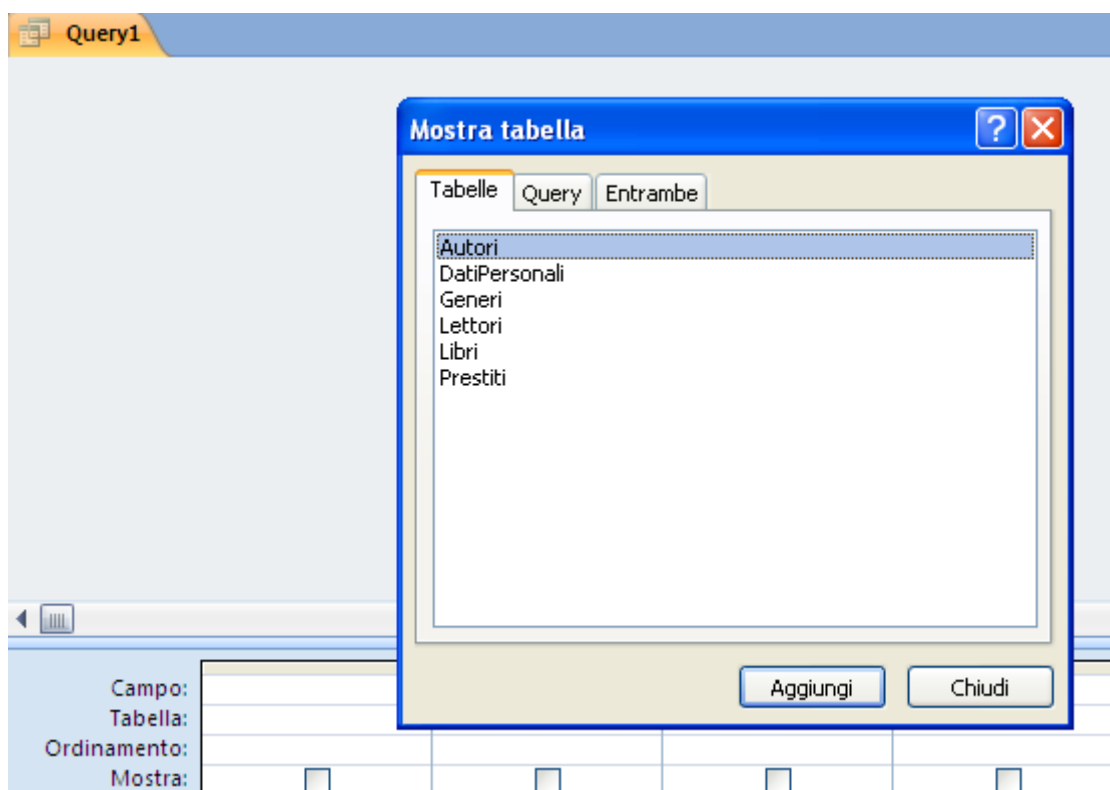 Query1
Mostra tabella
?
Tabelle Query Entrambe
Autori
DatiPersonali
Generi
Lettori
Libri
Prestiti
Aggiungi Chiudi
Campo:
Tabella:
Ordinamento:
Mostra: